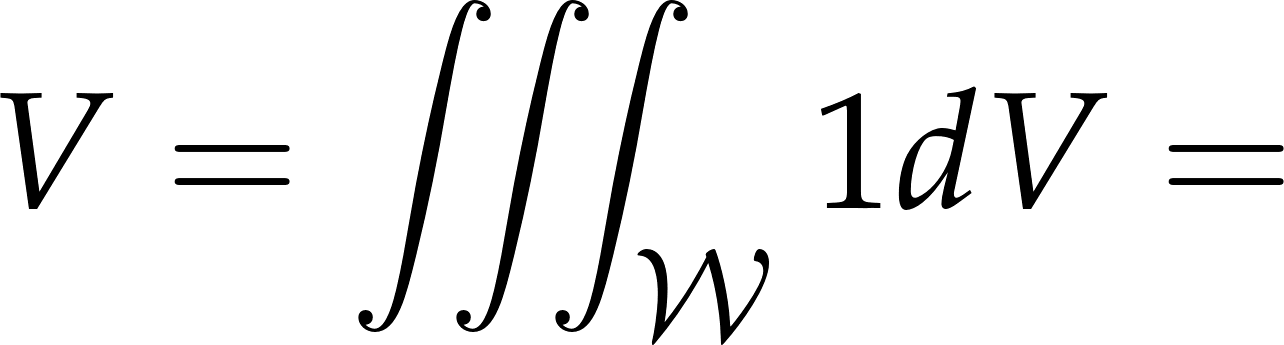 V = ∭_𝒲 1dV =